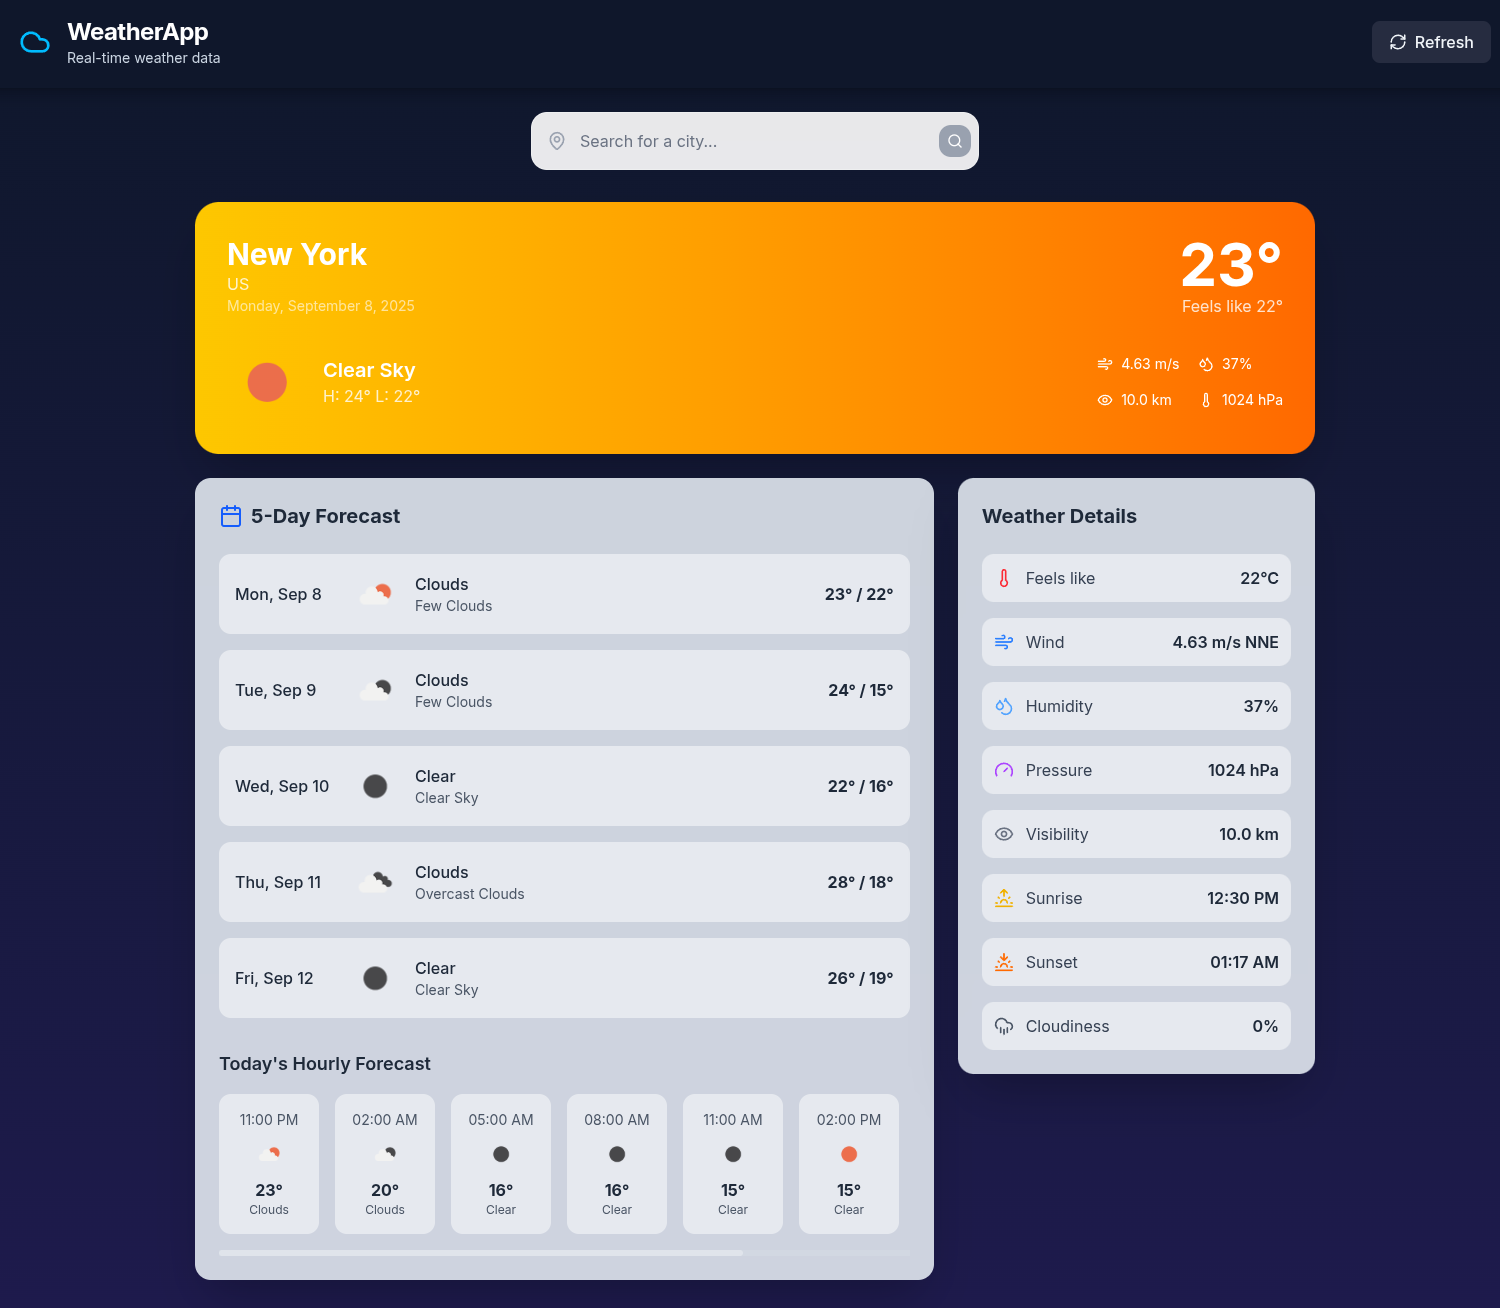 WeatherApp
Real-time weather data
Refresh
Search for a city...
New York
US
Monday, September 8, 2025
23°
Feels like 22°
Clear Sky
H: 24° L: 22°
4.63 m/s 37%
10.0 km 1024 hPa
5-Day Forecast
Mon, Sep 8
Clouds
Few Clouds
23° / 22°
Tue, Sep 9
Clouds
Few Clouds
24° / 15°
Wed, Sep 10
Clear
Clear Sky
22° / 16°
Thu, Sep 11
Clouds
Overcast Clouds
28° / 18°
Fri, Sep 12
Clear
Clear Sky
26° / 19°
Today's Hourly Forecast
11:00 PM
23°
Clouds
02:00 AM
20°
Clouds
05:00 AM
16°
Clear
08:00 AM
16°
Clear
11:00 AM
15°
Clear
02:00 PM
15°
Clear
Weather Details
Feels like 22°C
Wind 4.63 m/s NNE
Humidity 37%
Pressure 1024 hPa
Visibility 10.0 km
Sunrise 12:30 PM
Sunset 01:17 AM
Cloudiness 0%